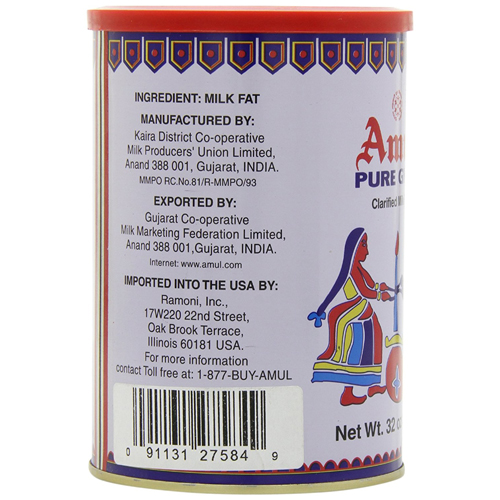 INGREDIENT: MILK FAT
MANUFACTURED BY:
Kaira District Co-operative
Milk Producers' Union Limited,
Anand 388 001, Gujarat, INDIA.
MMPO RC.No.81/R-MMPO/93
EXPORTED BY:
Gujarat Co-operative
Milk Marketing Federation Limited,
Anand 388 001,Gujarat, INDIA.
Internet: www.amul.com
IMPORTED INTO THE USA BY:
Ramoni, Inc.,
17W220 22nd Street,
Oak Brook Terrace,
Illinois 60181 USA.
For more information
contact Toll free at: 1-877-BUY-AMUL
0 91131 27584 9
PURE
Clarified
Net Wt. 32